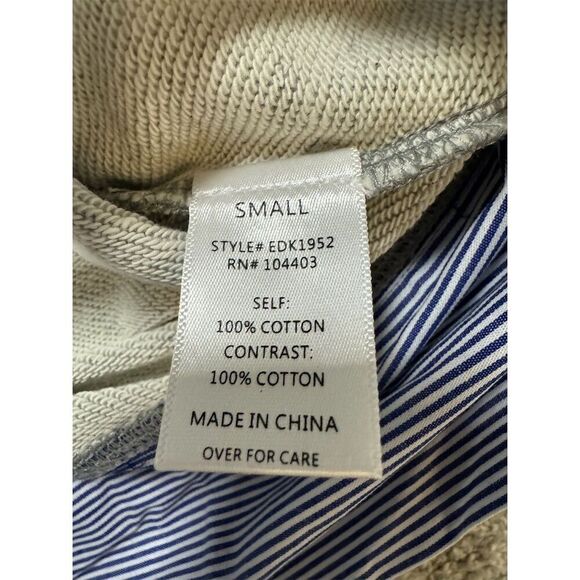 SMALL
STYLE# EDK1952
RN# 104403
SELF:
100% COTTON
CONTRAST:
100% COTTON
MADE IN CHINA
OVER FOR CARE